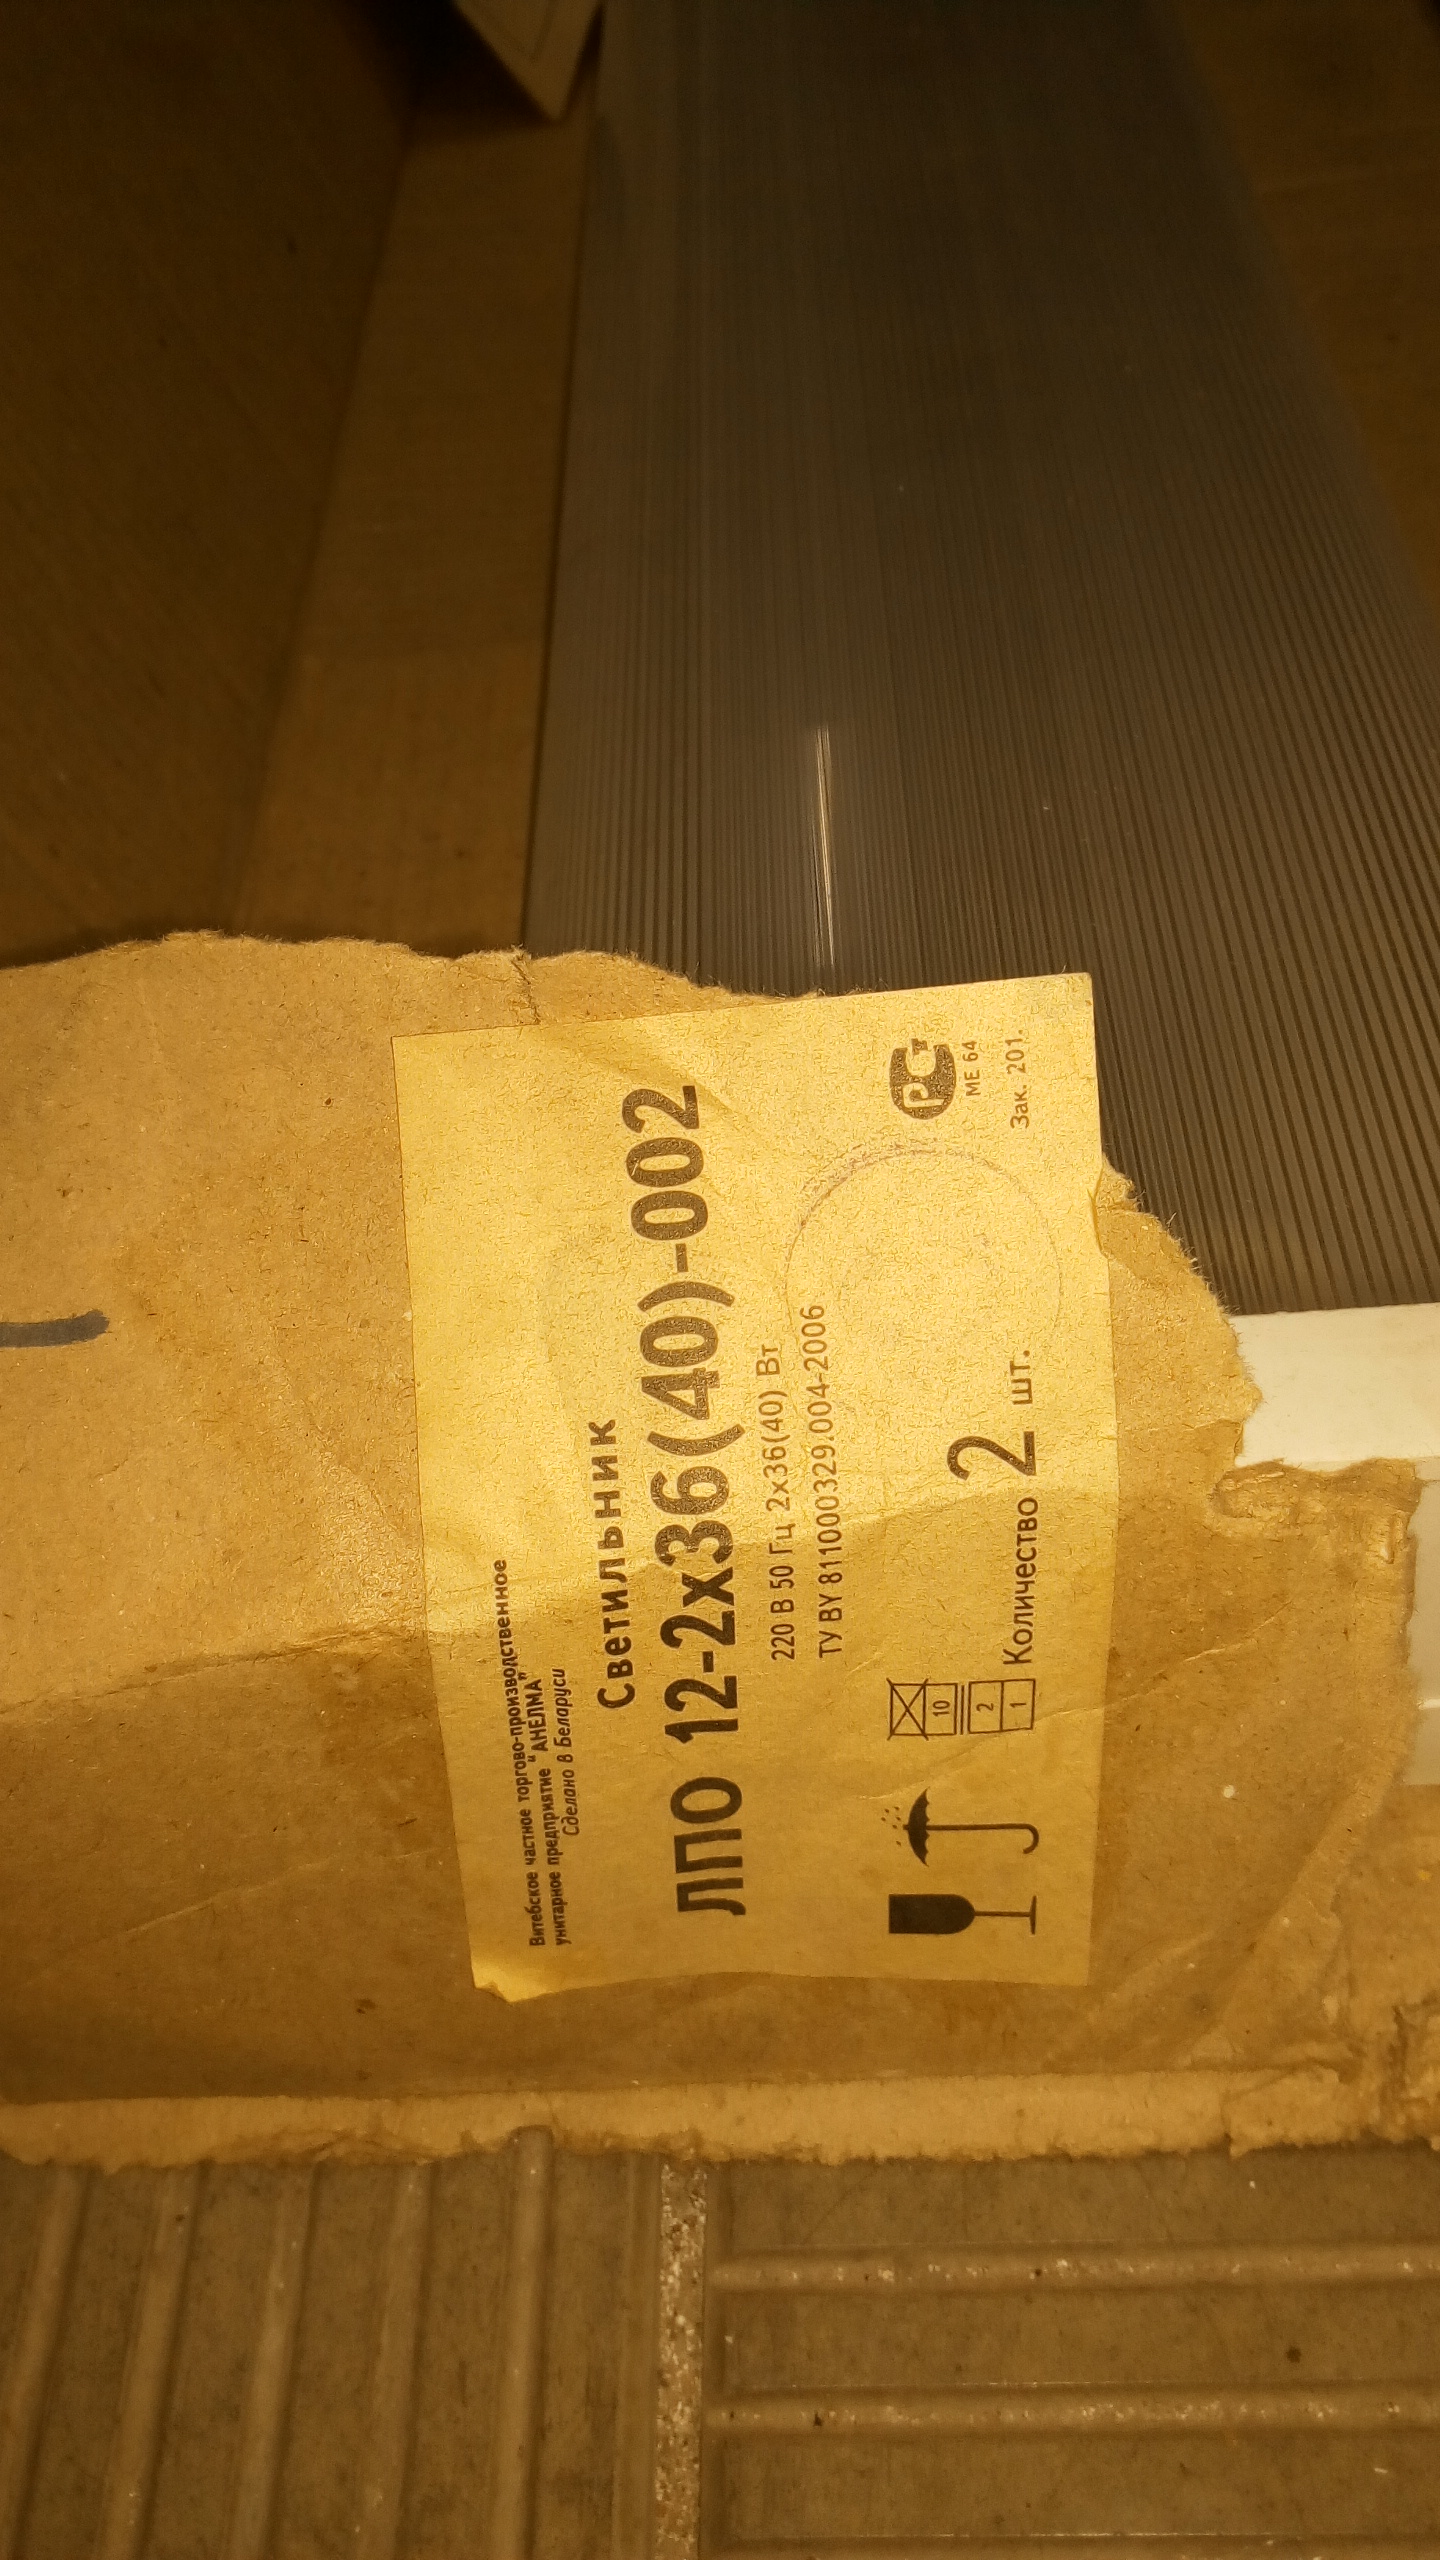 Витебское частное торгово-производственное
унитарное предприятие "АНЕЛМА"
Сделано в Беларуси
Светильник
ЛПО 12-2х36(40)-002
220 В 50 Гц 2х36(40) Вт
ТУ BY 811000329.004-2006
10
2
1
Количество 2 шт.
РСТ
МЕ 64
Зак. 201.